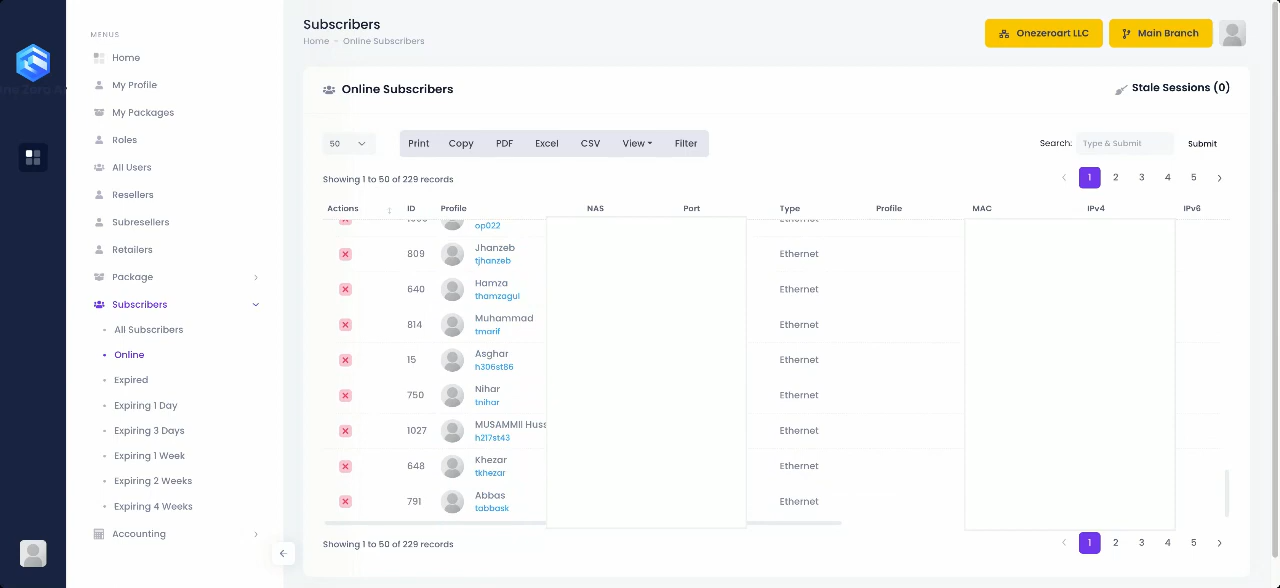 Subscribers
Home - Online Subscribers
Onezeroart LLC
Main Branch
MENUS
Home
My Profile
My Packages
Roles
All Users
Resellers
Subresellers
Retailers
Package
Subscribers
All Subscribers
Online
Expired
Expiring 1 Day
Expiring 3 Days
Expiring 1 Week
Expiring 2 Weeks
Expiring 4 Weeks
Accounting
Online Subscribers
Stale Sessions (0)
50
Print Copy PDF Excel CSV View Filter
Search: Type & Submit Submit
Showing 1 to 50 of 229 records
1 2 3 4 5
Actions ID Profile NAS Port Type Profile MAC IPv4 IPv6
op022
809 Jhanzeb Ethernet
tjhanzeb
640 Hamza Ethernet
thamzagul
814 Muhammad Ethernet
tmarif
15 Asghar Ethernet
h306st86
750 Nihar Ethernet
tnihar
1027 MUSAMMII Huss Ethernet
h217st43
648 Khezar Ethernet
tkhezar
791 Abbas Ethernet
tabbask
Showing 1 to 50 of 229 records
1 2 3 4 5